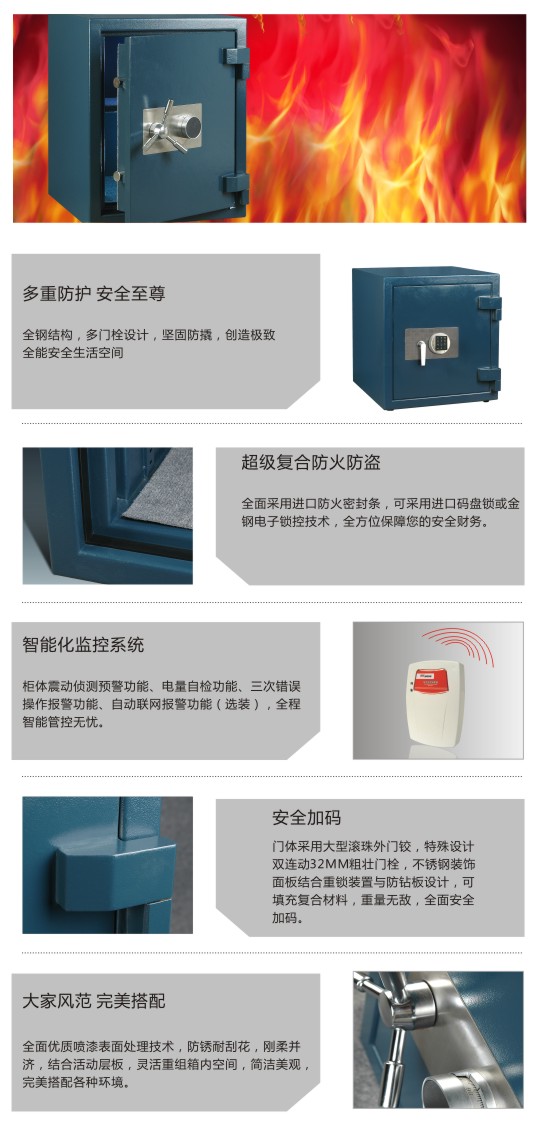 多重防护 安全至尊
全钢结构，多门栓设计，坚固防撬，创造极致
全能安全生活空间
超级复合防火防盗
全面采用进口防火密封条，可采用进口码盘锁或金
钢电子锁控技术，全方位保障您的安全财务。
智能化监控系统
柜体震动侦测预警功能、电量自检功能、三次错误
操作报警功能、自动联网报警功能（选装），全程
智能管控无忧。
安全加码
门体采用大型滚珠外门铰，特殊设计
双连动32MM粗壮门栓，不锈钢装饰
面板结合重锁装置与防钻板设计，可
填充复合材料，重量无敌，全面安全
加码。
大家风范 完美搭配
全面优质喷漆表面处理技术，防锈耐刮花，刚柔并
济，结合活动层板，灵活重组箱内空间，简洁美观，
完美搭配各种环境。